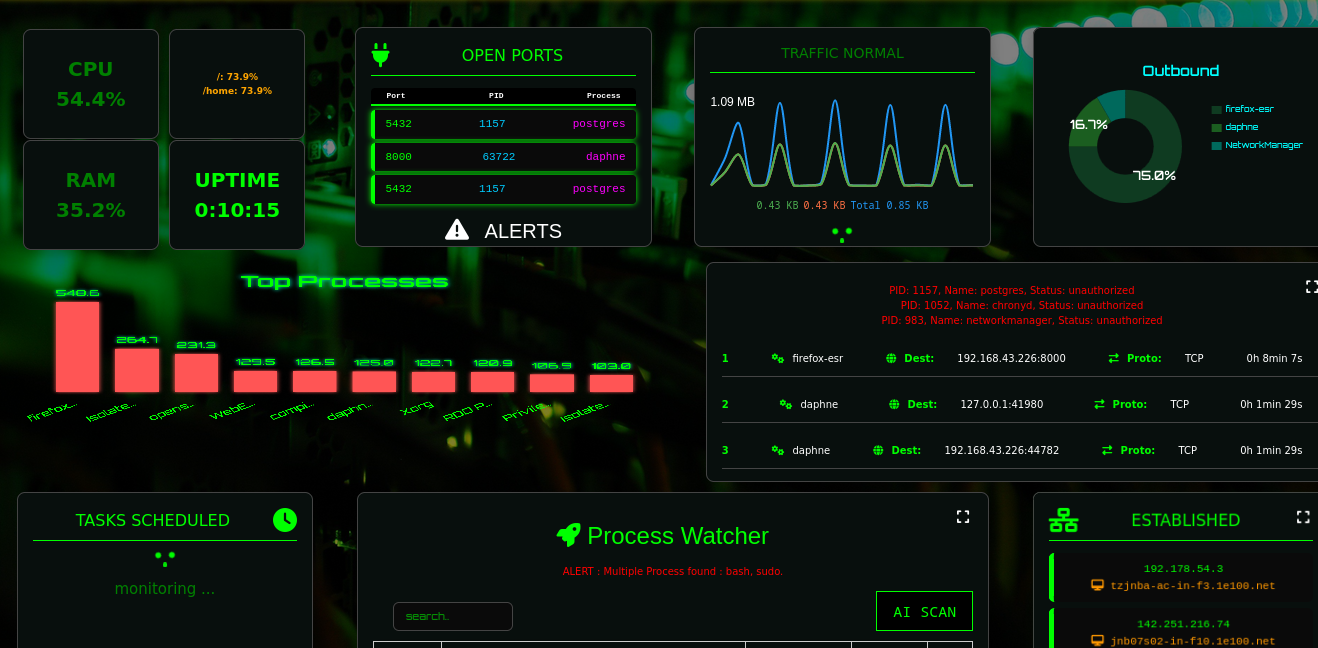 CPU
54.4%
/: 73.9%
/home: 73.9%
RAM
35.2%
UPTIME
0:10:15
OPEN PORTS
Port PID Process
5432 1157 postgres
8000 63722 daphne
5432 1157 postgres
ALERTS
TRAFFIC NORMAL
1.09 MB
0.43 KB 0.43 KB Total 0.85 KB
Outbound
16.7%
75.0%
firefox-esr
daphne
NetworkManager
Top Processes
540.6
264.7
231.3
129.5
126.5
125.0
122.7
120.9
106.9
103.0
firefox...
Isolate...
opens...
WebE...
compi...
daphn...
Xorg
RDD P...
Privile...
Isolate...
PID: 1157, Name: postgres, Status: unauthorized
PID: 1052, Name: chronyd, Status: unauthorized
PID: 983, Name: networkmanager, Status: unauthorized
1 firefox-esr Dest: 192.168.43.226:8000 Proto: TCP 0h 8min 7s
2 daphne Dest: 127.0.0.1:41980 Proto: TCP 0h 1min 29s
3 daphne Dest: 192.168.43.226:44782 Proto: TCP 0h 1min 29s
TASKS SCHEDULED
monitoring ...
Process Watcher
ALERT : Multiple Process found : bash, sudo.
search..
AI SCAN
ESTABLISHED
192.178.54.3
tzjnba-ac-in-f3.1e100.net
142.251.216.74
jnb07s02-in-f10.1e100.net